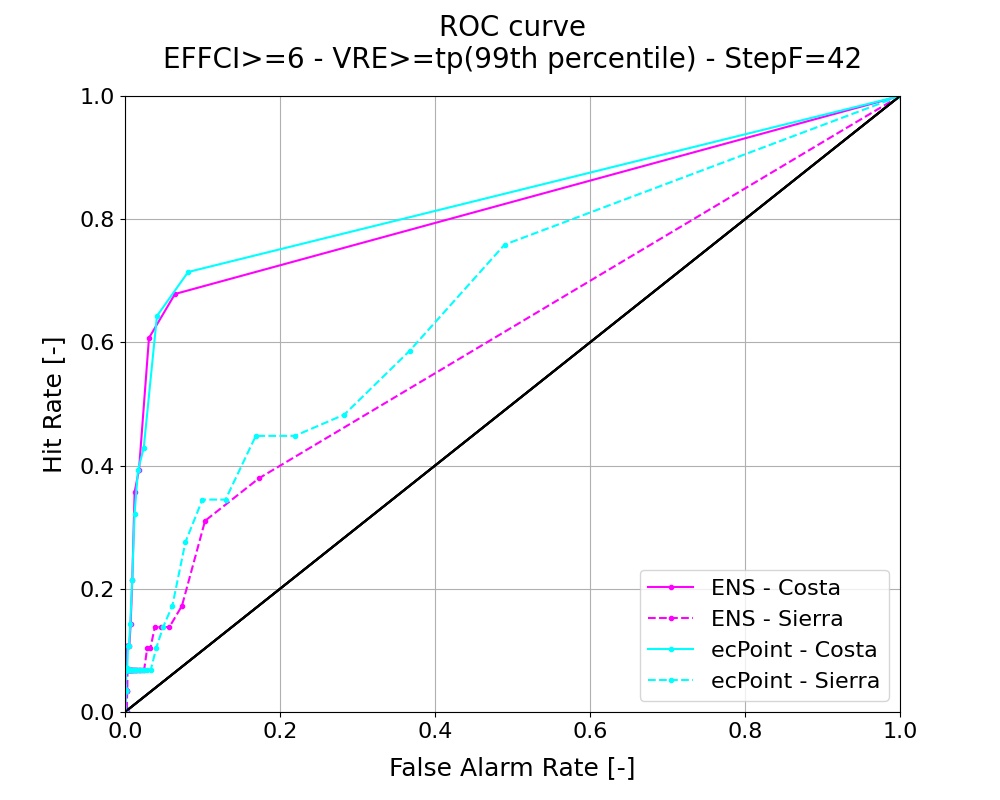 ROC curve
EFFCI>=6 - VRE>=tp(99th percentile) - StepF=42
1.0
0.8
0.6
0.4
0.2
0.0
Hit Rate [-]
0.0 0.2 0.4 0.6 0.8 1.0
False Alarm Rate [-]
ENS - Costa
ENS - Sierra
ecPoint - Costa
ecPoint - Sierra